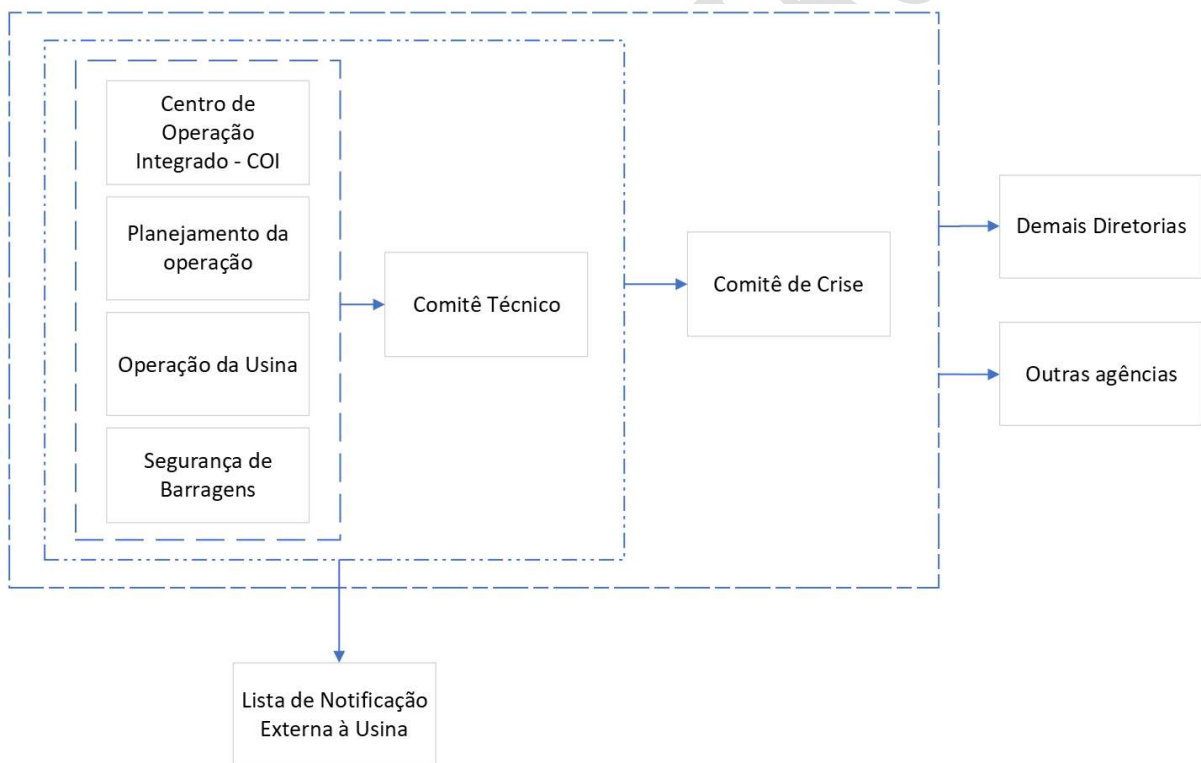 Centro de
Operação
Integrado - COI
Planejamento da
operação
Operação da Usina
Segurança de
Barragens
Comitê Técnico
Comitê de Crise
Demais Diretorias
Outras agências
Lista de Notificação
Externa à Usina